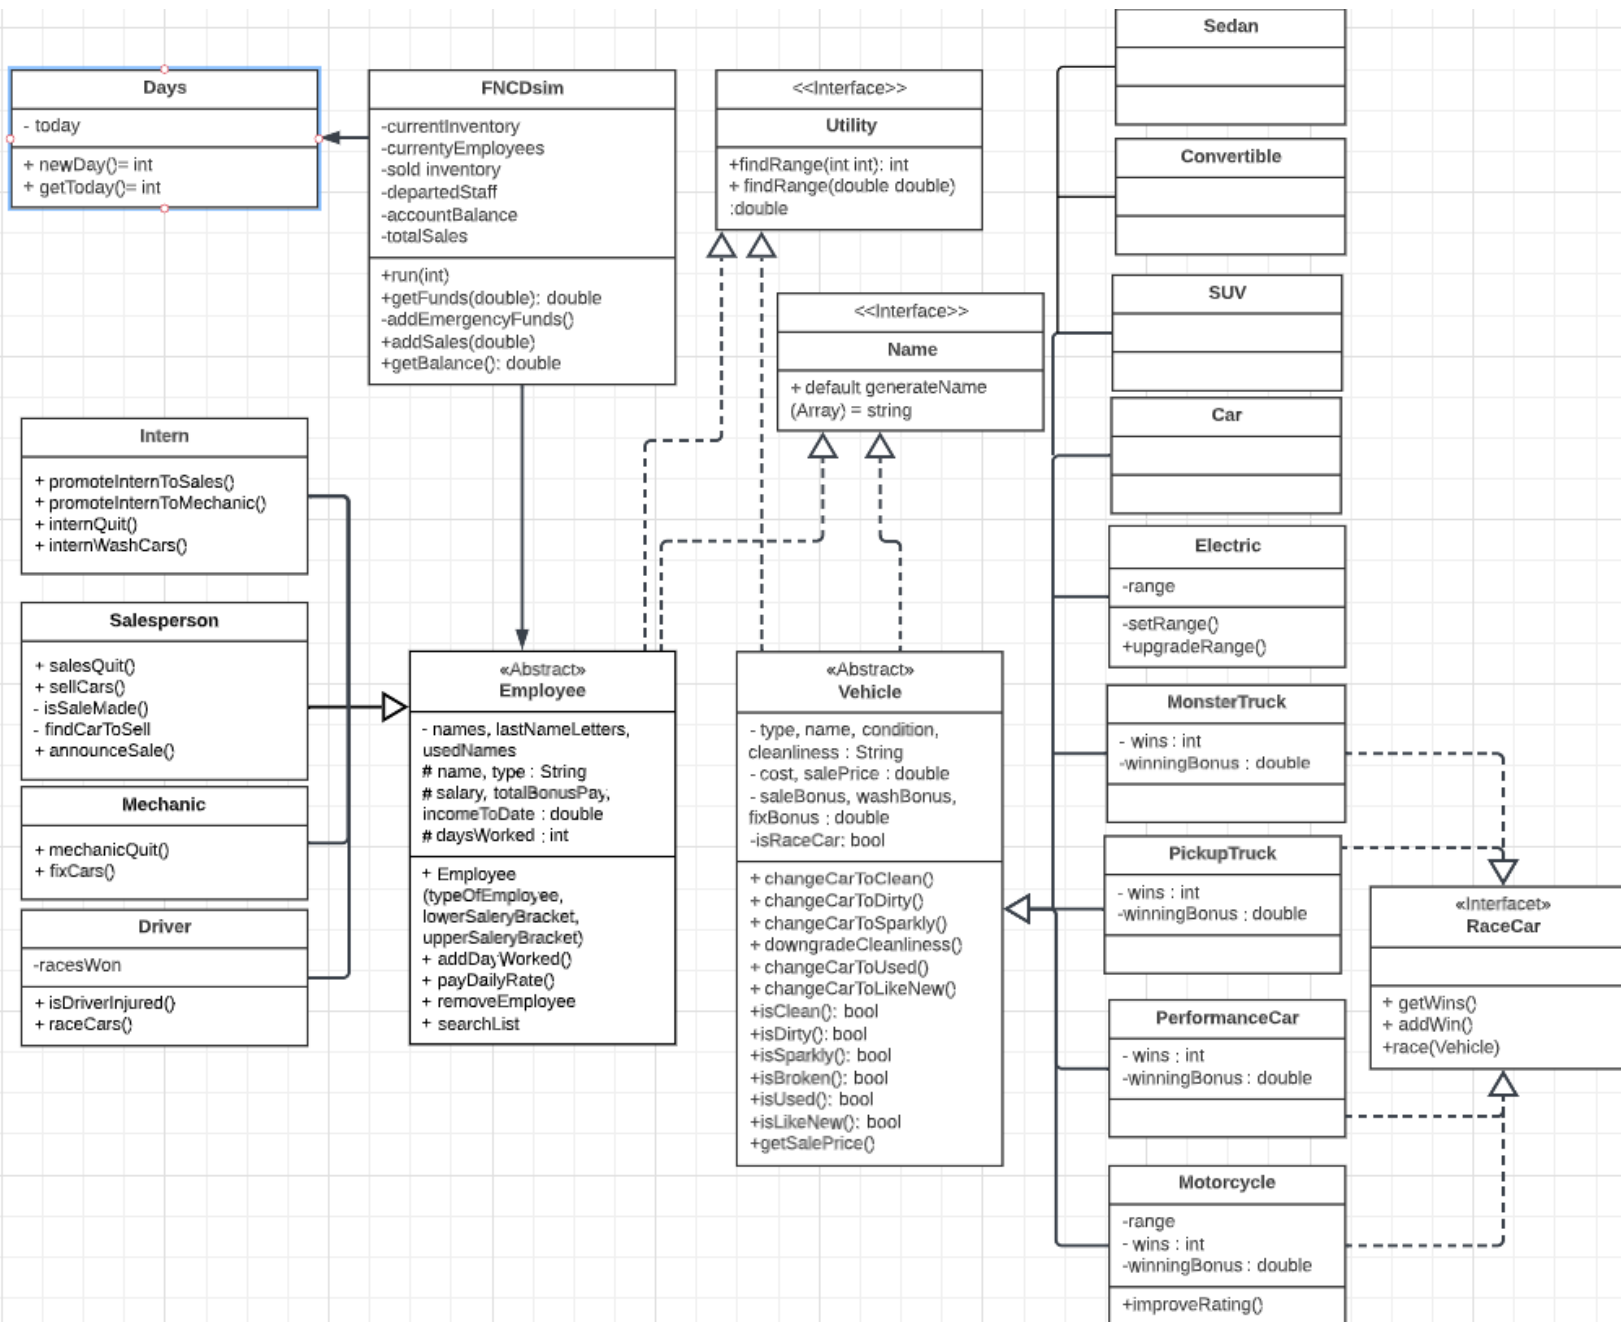 Days
- today
+ newDay()= int
+ getToday()= int
FNCDsim
-currentInventory
-currentyEmployees
-sold inventory
-departedStaff
-accountBalance
-totalSales
+run(int)
+getFunds(double): double
-addEmergencyFunds()
+addSales(double)
+getBalance(): double
<<Interface>>
Utility
+findRange(int int): int
+ findRange(double double)
:double
<<Interface>>
Name
+ default generateName
(Array) = string
Sedan
Convertible
SUV
Car
Electric
-range
-setRange()
+upgradeRange()
MonsterTruck
- wins : int
-winningBonus : double
PickupTruck
- wins : int
-winningBonus : double
PerformanceCar
- wins : int
-winningBonus : double
Motorcycle
-range
- wins : int
-winningBonus : double
+improveRating()
«Interfacet»
RaceCar
+ getWins()
+ addWin()
+race(Vehicle)
Intern
+ promoteInternToSales()
+ promoteInternToMechanic()
+ internQuit()
+ internWashCars()
Salesperson
+ salesQuit()
+ sellCars()
- isSaleMade()
- findCarToSell
+ announceSale()
Mechanic
+ mechanicQuit()
+ fixCars()
Driver
-racesWon
+ isDriverInjured()
+ raceCars()
«Abstract»
Employee
- names, lastNameLetters,
usedNames
# name, type : String
# salary, totalBonusPay,
incomeToDate : double
# daysWorked : int
+ Employee
(typeOfEmployee,
lowerSaleryBracket,
upperSaleryBracket)
+ addDayWorked()
+ payDailyRate()
+ removeEmployee
+ searchList
«Abstract»
Vehicle
- type, name, condition,
cleanliness : String
- cost, salePrice : double
- saleBonus, washBonus,
fixBonus : double
-isRaceCar: bool
+ changeCarToClean()
+ changeCarToDirty()
+ changeCarToSparkly()
+ downgradeCleanliness()
+ changeCarToUsed()
+ changeCarToLikeNew()
+isClean(): bool
+isDirty(): bool
+isSparkly(): bool
+isBroken(): bool
+isUsed(): bool
+isLikeNew(): bool
+getSalePrice()